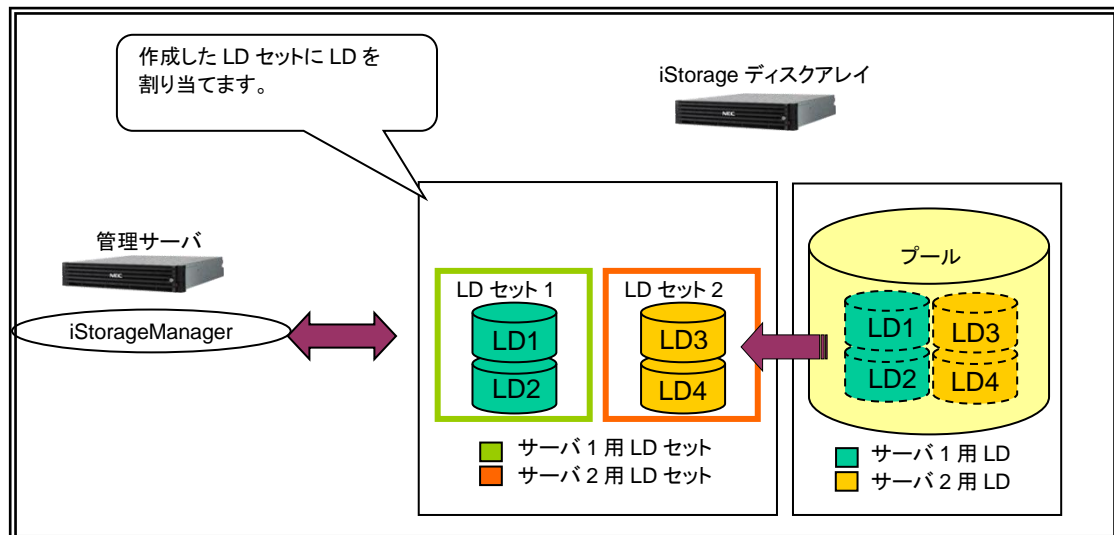 作成した LD セットに LD を
割り当てます。
iStorage ディスクアレイ
NEC
管理サーバ
NEC
iStorageManager
LD セット 1
LD1
LD2
LD セット 2
LD3
LD4
サーバ 1 用 LD セット
サーバ 2 用 LD セット
プール
LD1
LD2
LD3
LD4
サーバ 1 用 LD
サーバ 2 用 LD